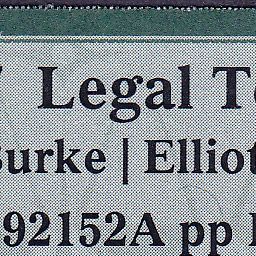 Legal T
urke | Elliot
92152A pp